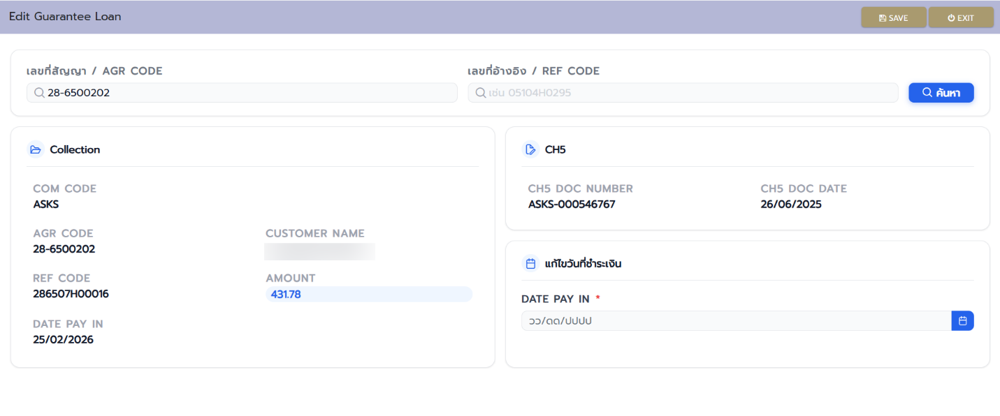 Edit Guarantee Loan
SAVE
EXIT
เลขที่สัญญา / AGR CODE
เลขที่อ้างอิง / REF CODE
28-6500202
เช่น 05104H0295
ค้นหา
Collection
COM CODE
ASKS
AGR CODE
CUSTOMER NAME
28-6500202
REF CODE
AMOUNT
286507H00016
431.78
DATE PAY IN
25/02/2026
CH5
CH5 DOC NUMBER
CH5 DOC DATE
ASKS-000546767
26/06/2025
แก้ไขวันที่ชำระเงิน
DATE PAY IN *
วว/ดด/ปปปป